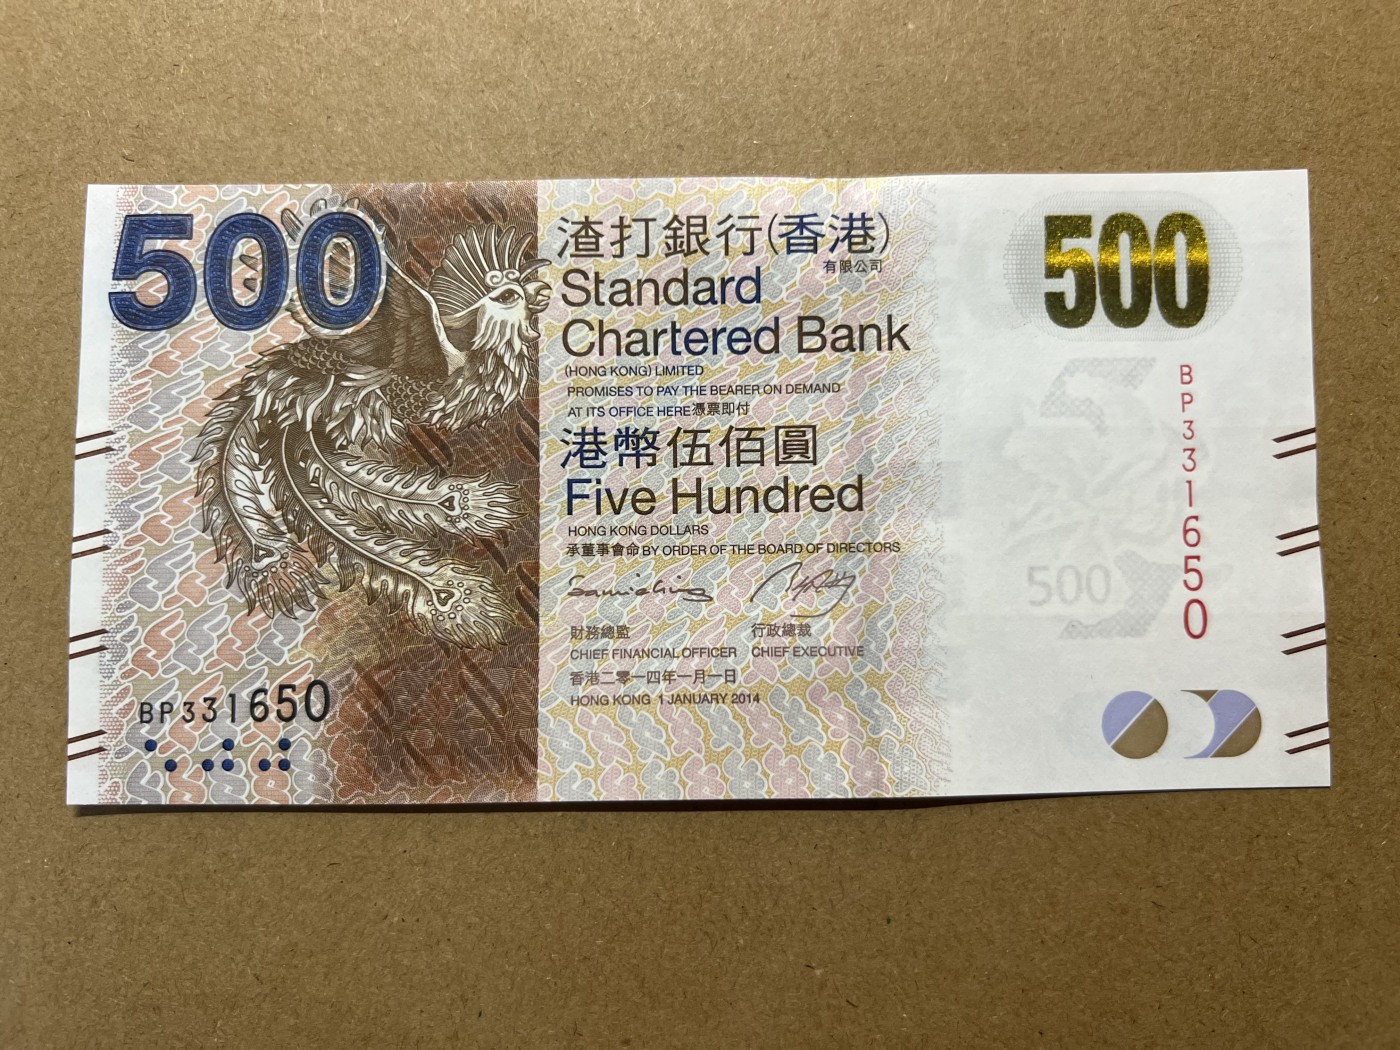 500
渣打銀行(香港)
有限公司
Standard
Chartered Bank
(HONG KONG) LIMITED
PROMISES TO PAY THE BEARER ON DEMAND
AT ITS OFFICE HERE憑票即付
港幣伍佰圓
Five Hundred
HONG KONG DOLLARS
承董事會命 BY ORDER OF THE BOARD OF DIRECTORS
財務總監 行政總裁
CHIEF FINANCIAL OFFICER CHIEF EXECUTIVE
香港二零一四年一月一日
HONG KONG 1 JANUARY 2014
BP331650
500
BP331650
500